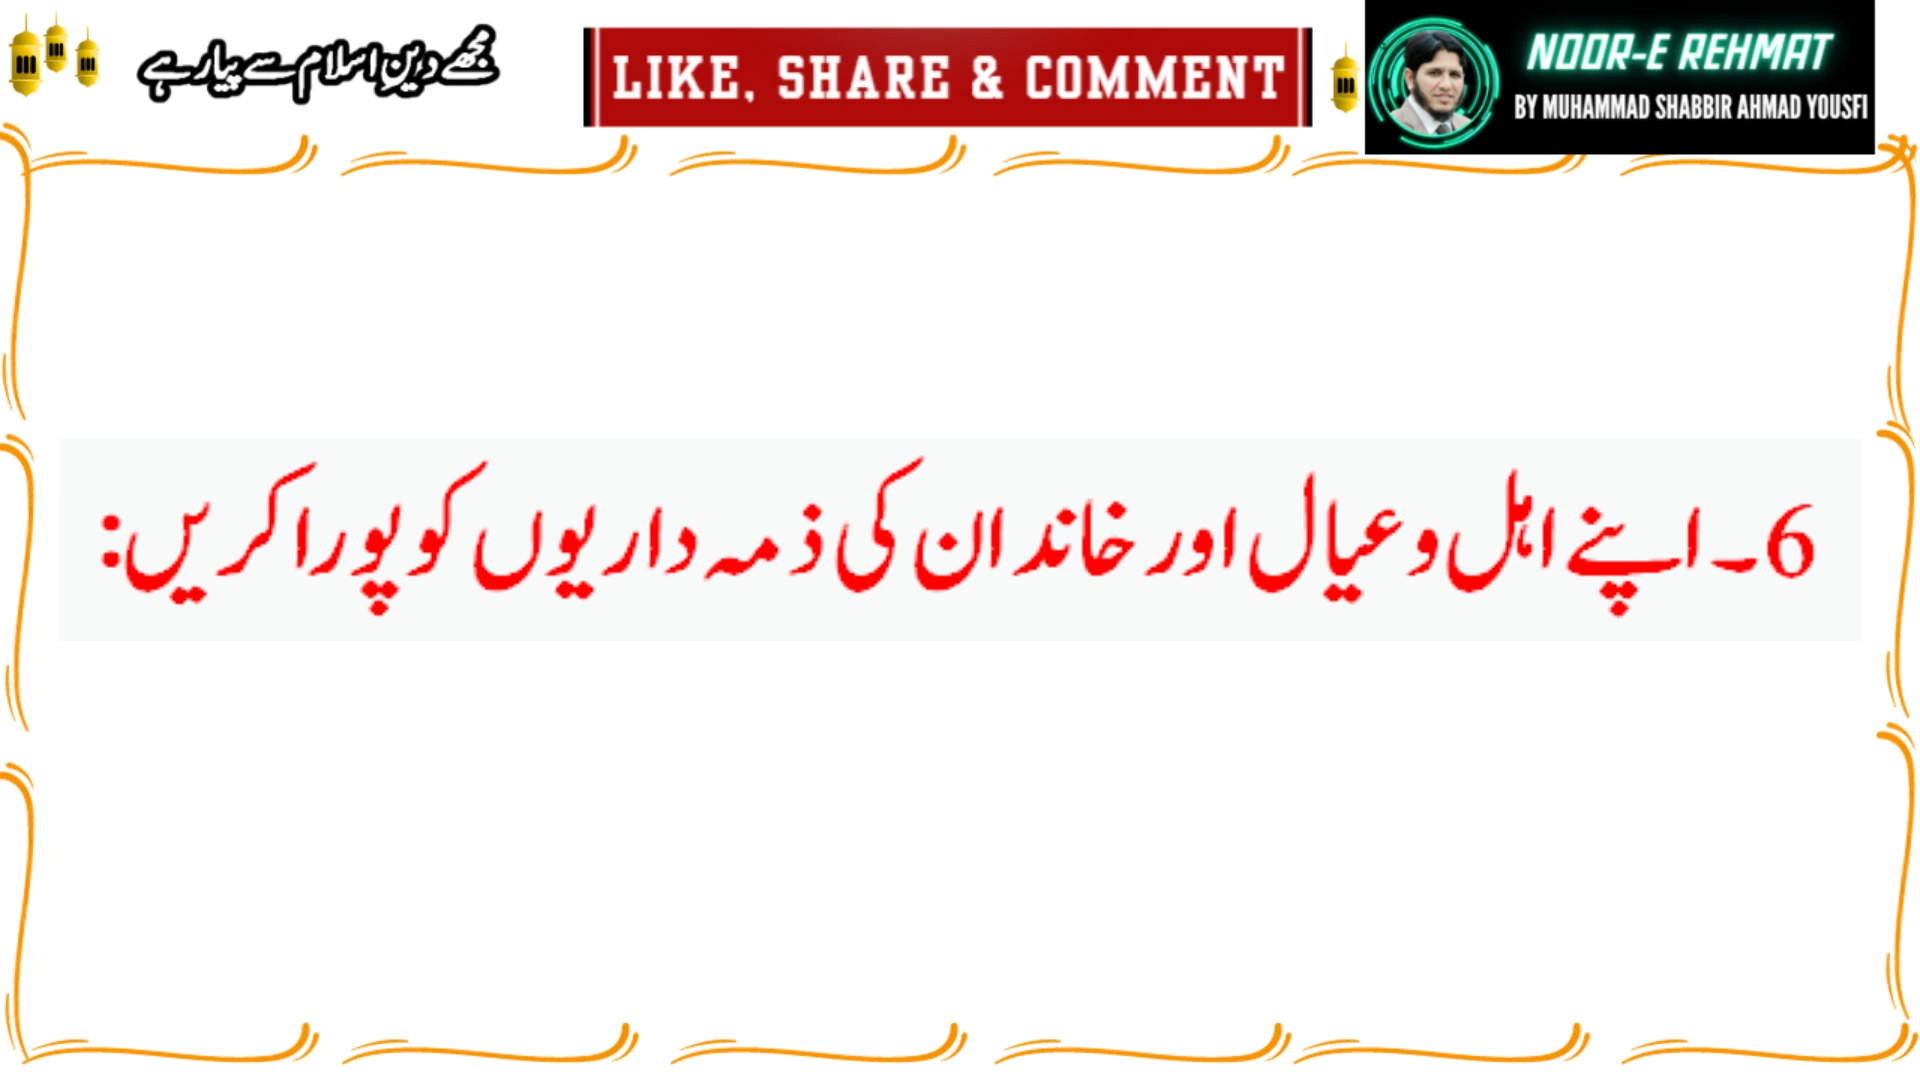 مجھے دین اسلام سے پیار ہے
LIKE, SHARE & COMMENT
NOOR-E REHMAT
BY MUHAMMAD SHABBIR AHMAD YOUSFI
6۔ اپنے اہل و عیال اور خاندان کی ذمہ داریوں کو پورا کریں: